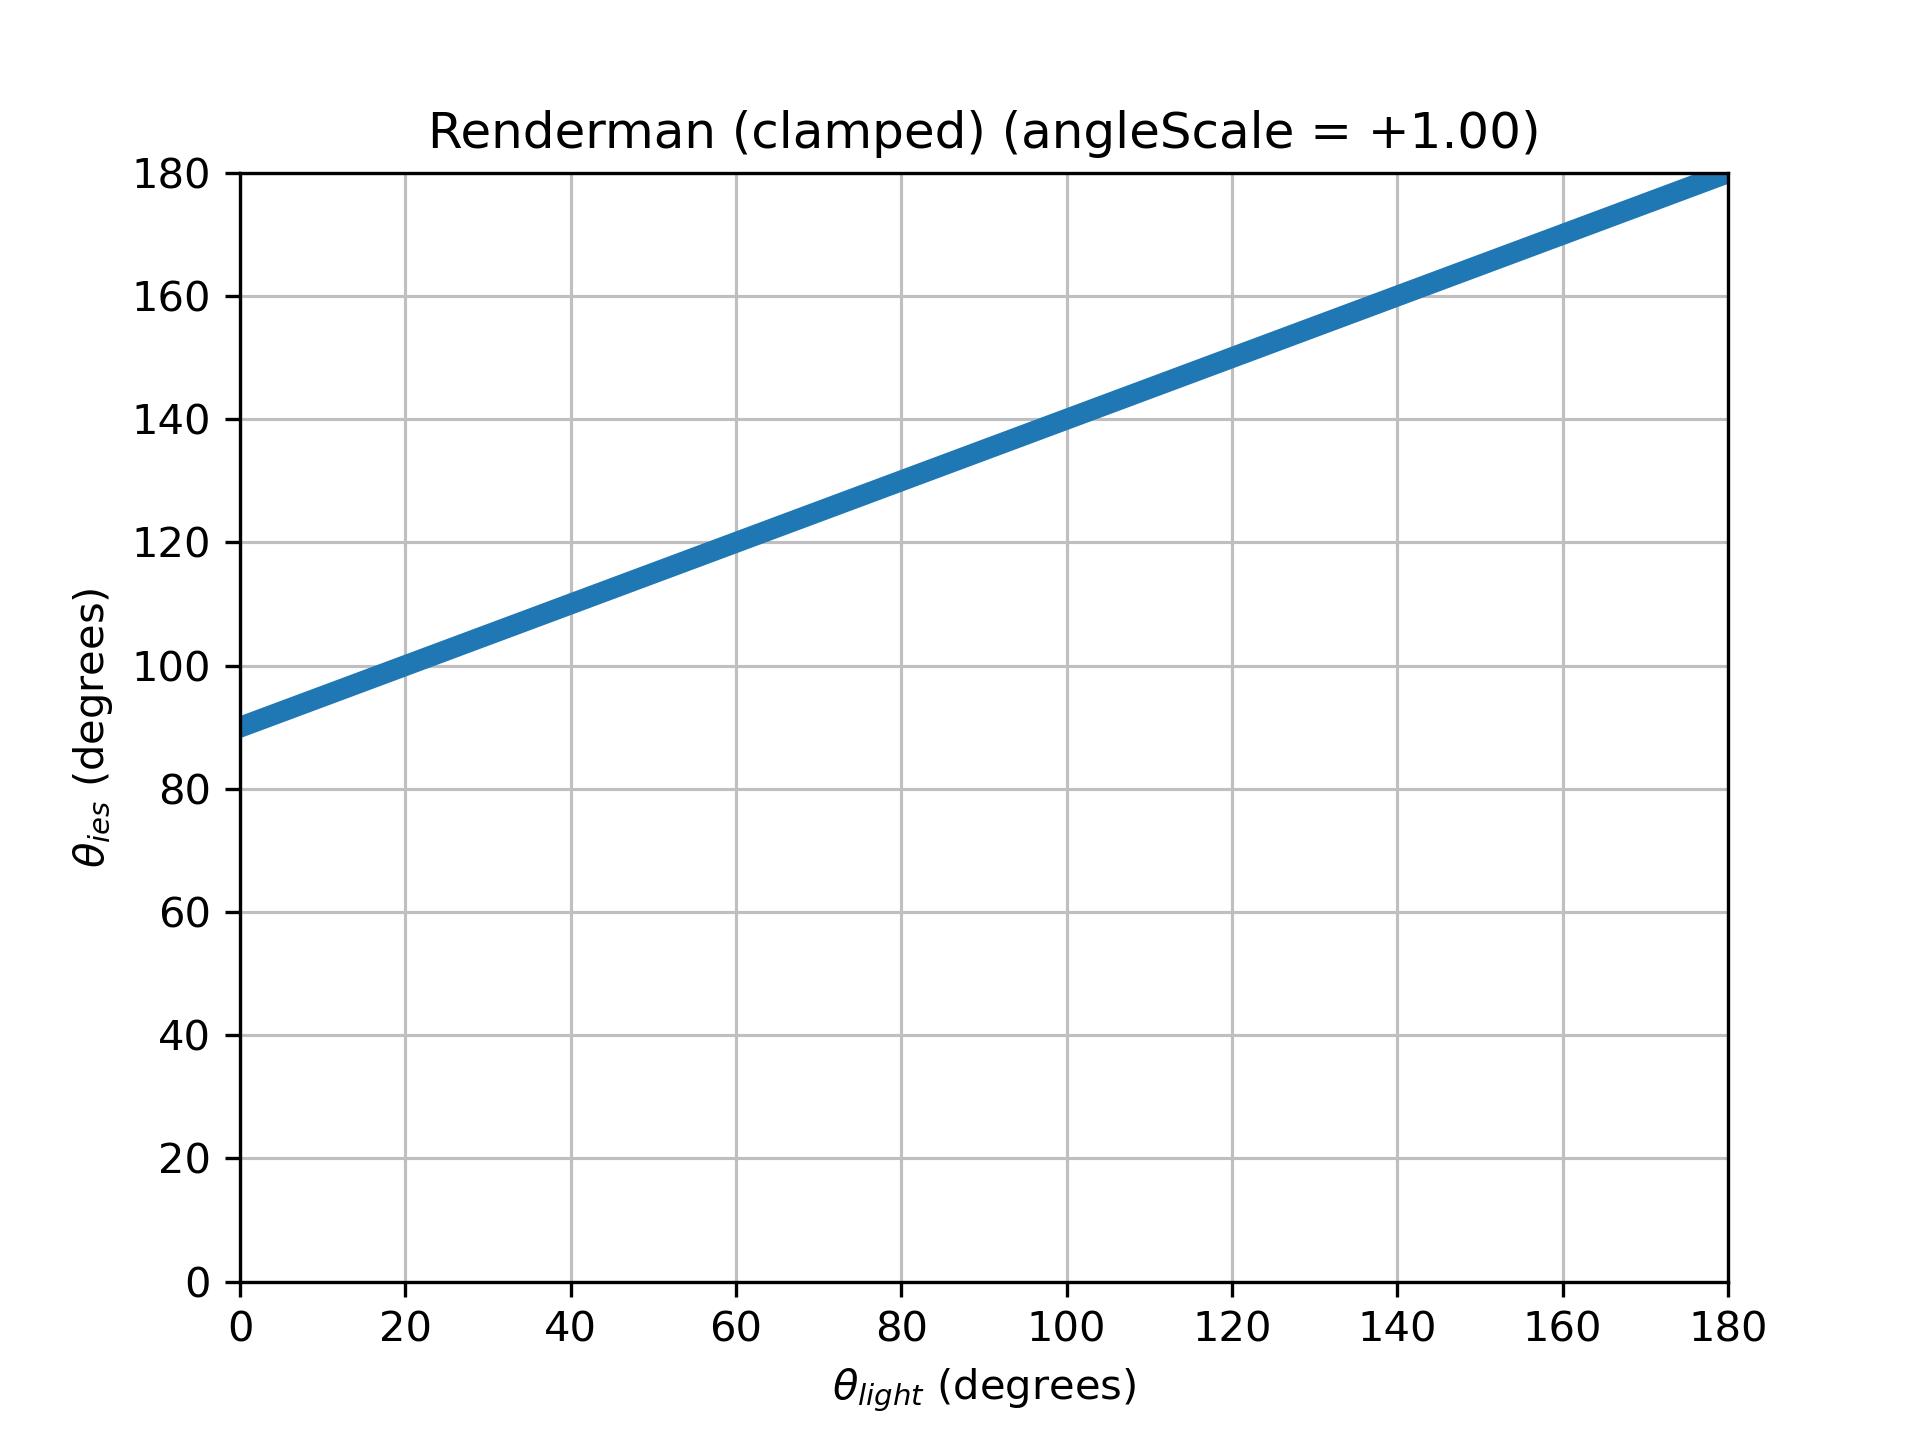 Renderman (clamped) (angleScale = +1.00)
180
160
140
120
100
80
60
40
20
0
θies (degrees)
0 20 40 60 80 100 120 140 160 180
θlight (degrees)